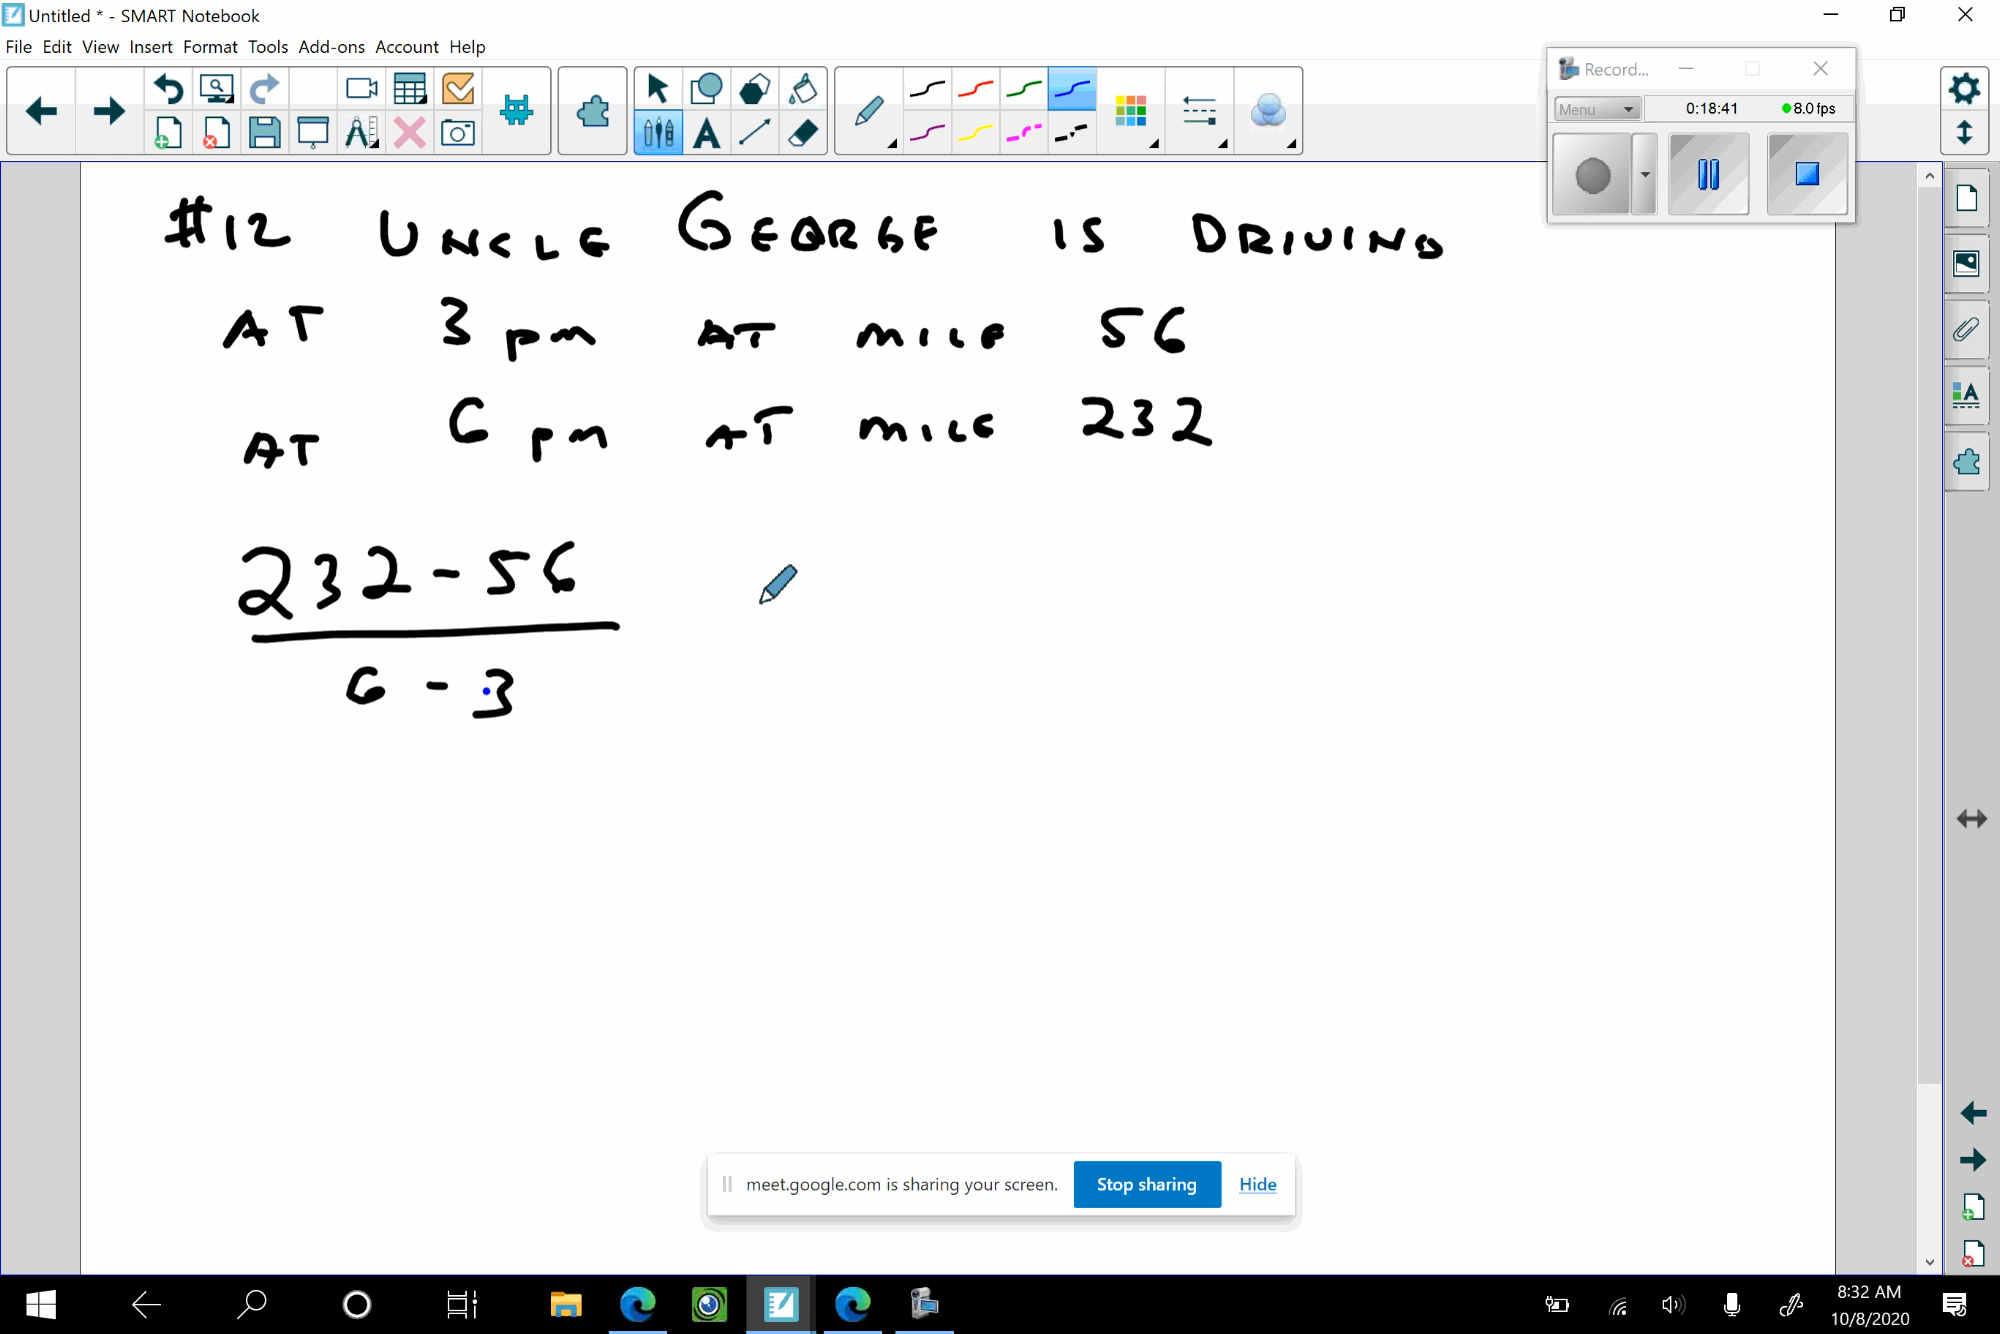 Untitled * - SMART Notebook
File Edit View Insert Format Tools Add-ons Account Help
Record...
Menu 0:18:41 8.0 fps
#12 UNCLE GEORGE IS DRIVING
AT 3 pm AT MILE 56
AT 6 pm AT MILE 232
232 - 56
6 - 3
meet.google.com is sharing your screen. Stop sharing Hide
8:32 AM
10/8/2020